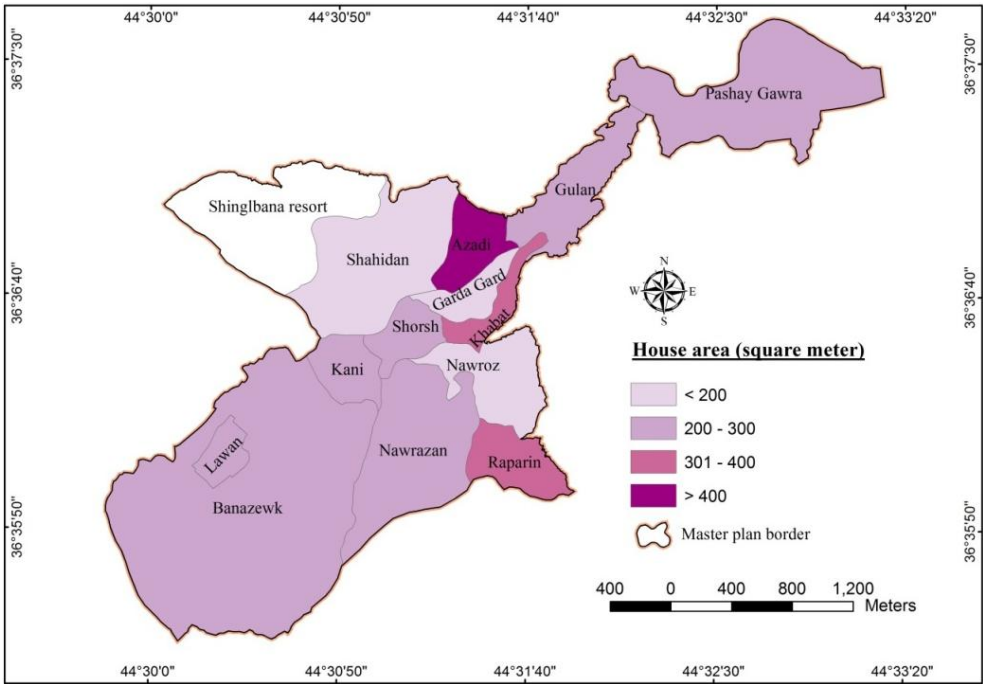 44°30'0" 44°30'50" 44°31'40" 44°32'30" 44°33'20"
36°37'30" 36°37'30"
Pashay Gawra
Gulan
Shinglbana resort
Azadi
Shahidan
N
W E
S
Garda Gard
36°36'40" 36°36'40"
Shorsh
Khabat
House area (square meter)
Nawroz
Kani
< 200
200 - 300
Lawan
Nawrazan
Raparin
301 - 400
> 400
Banazewk
Master plan border
36°35'50" 36°35'50"
400 0 400 800 1,200
Meters
44°30'0" 44°30'50" 44°31'40" 44°32'30" 44°33'20"